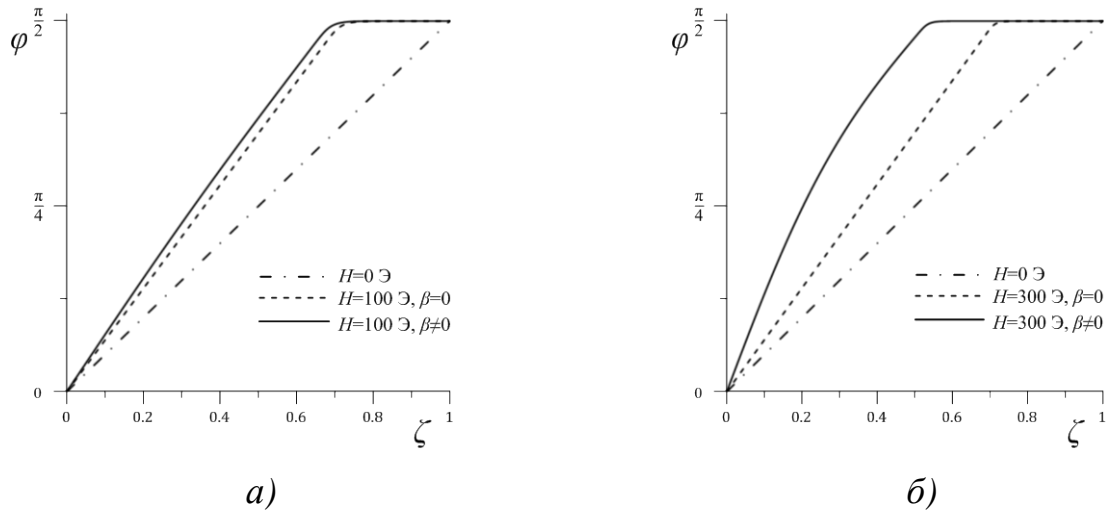 φ
π/2
π/4
0
0 0.2 0.4 0.6 0.8 1
ζ
H=0 Э
H=100 Э, β=0
H=100 Э, β≠0
а)
φ
π/2
π/4
0
0 0.2 0.4 0.6 0.8 1
ζ
H=0 Э
H=300 Э, β=0
H=300 Э, β≠0
б)